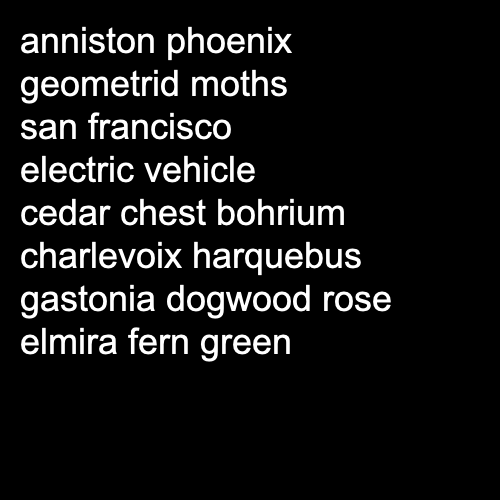 anniston phoenix
geometrid moths
san francisco
electric vehicle
cedar chest bohrium
charlevoix harquebus
gastonia dogwood rose
elmira fern green